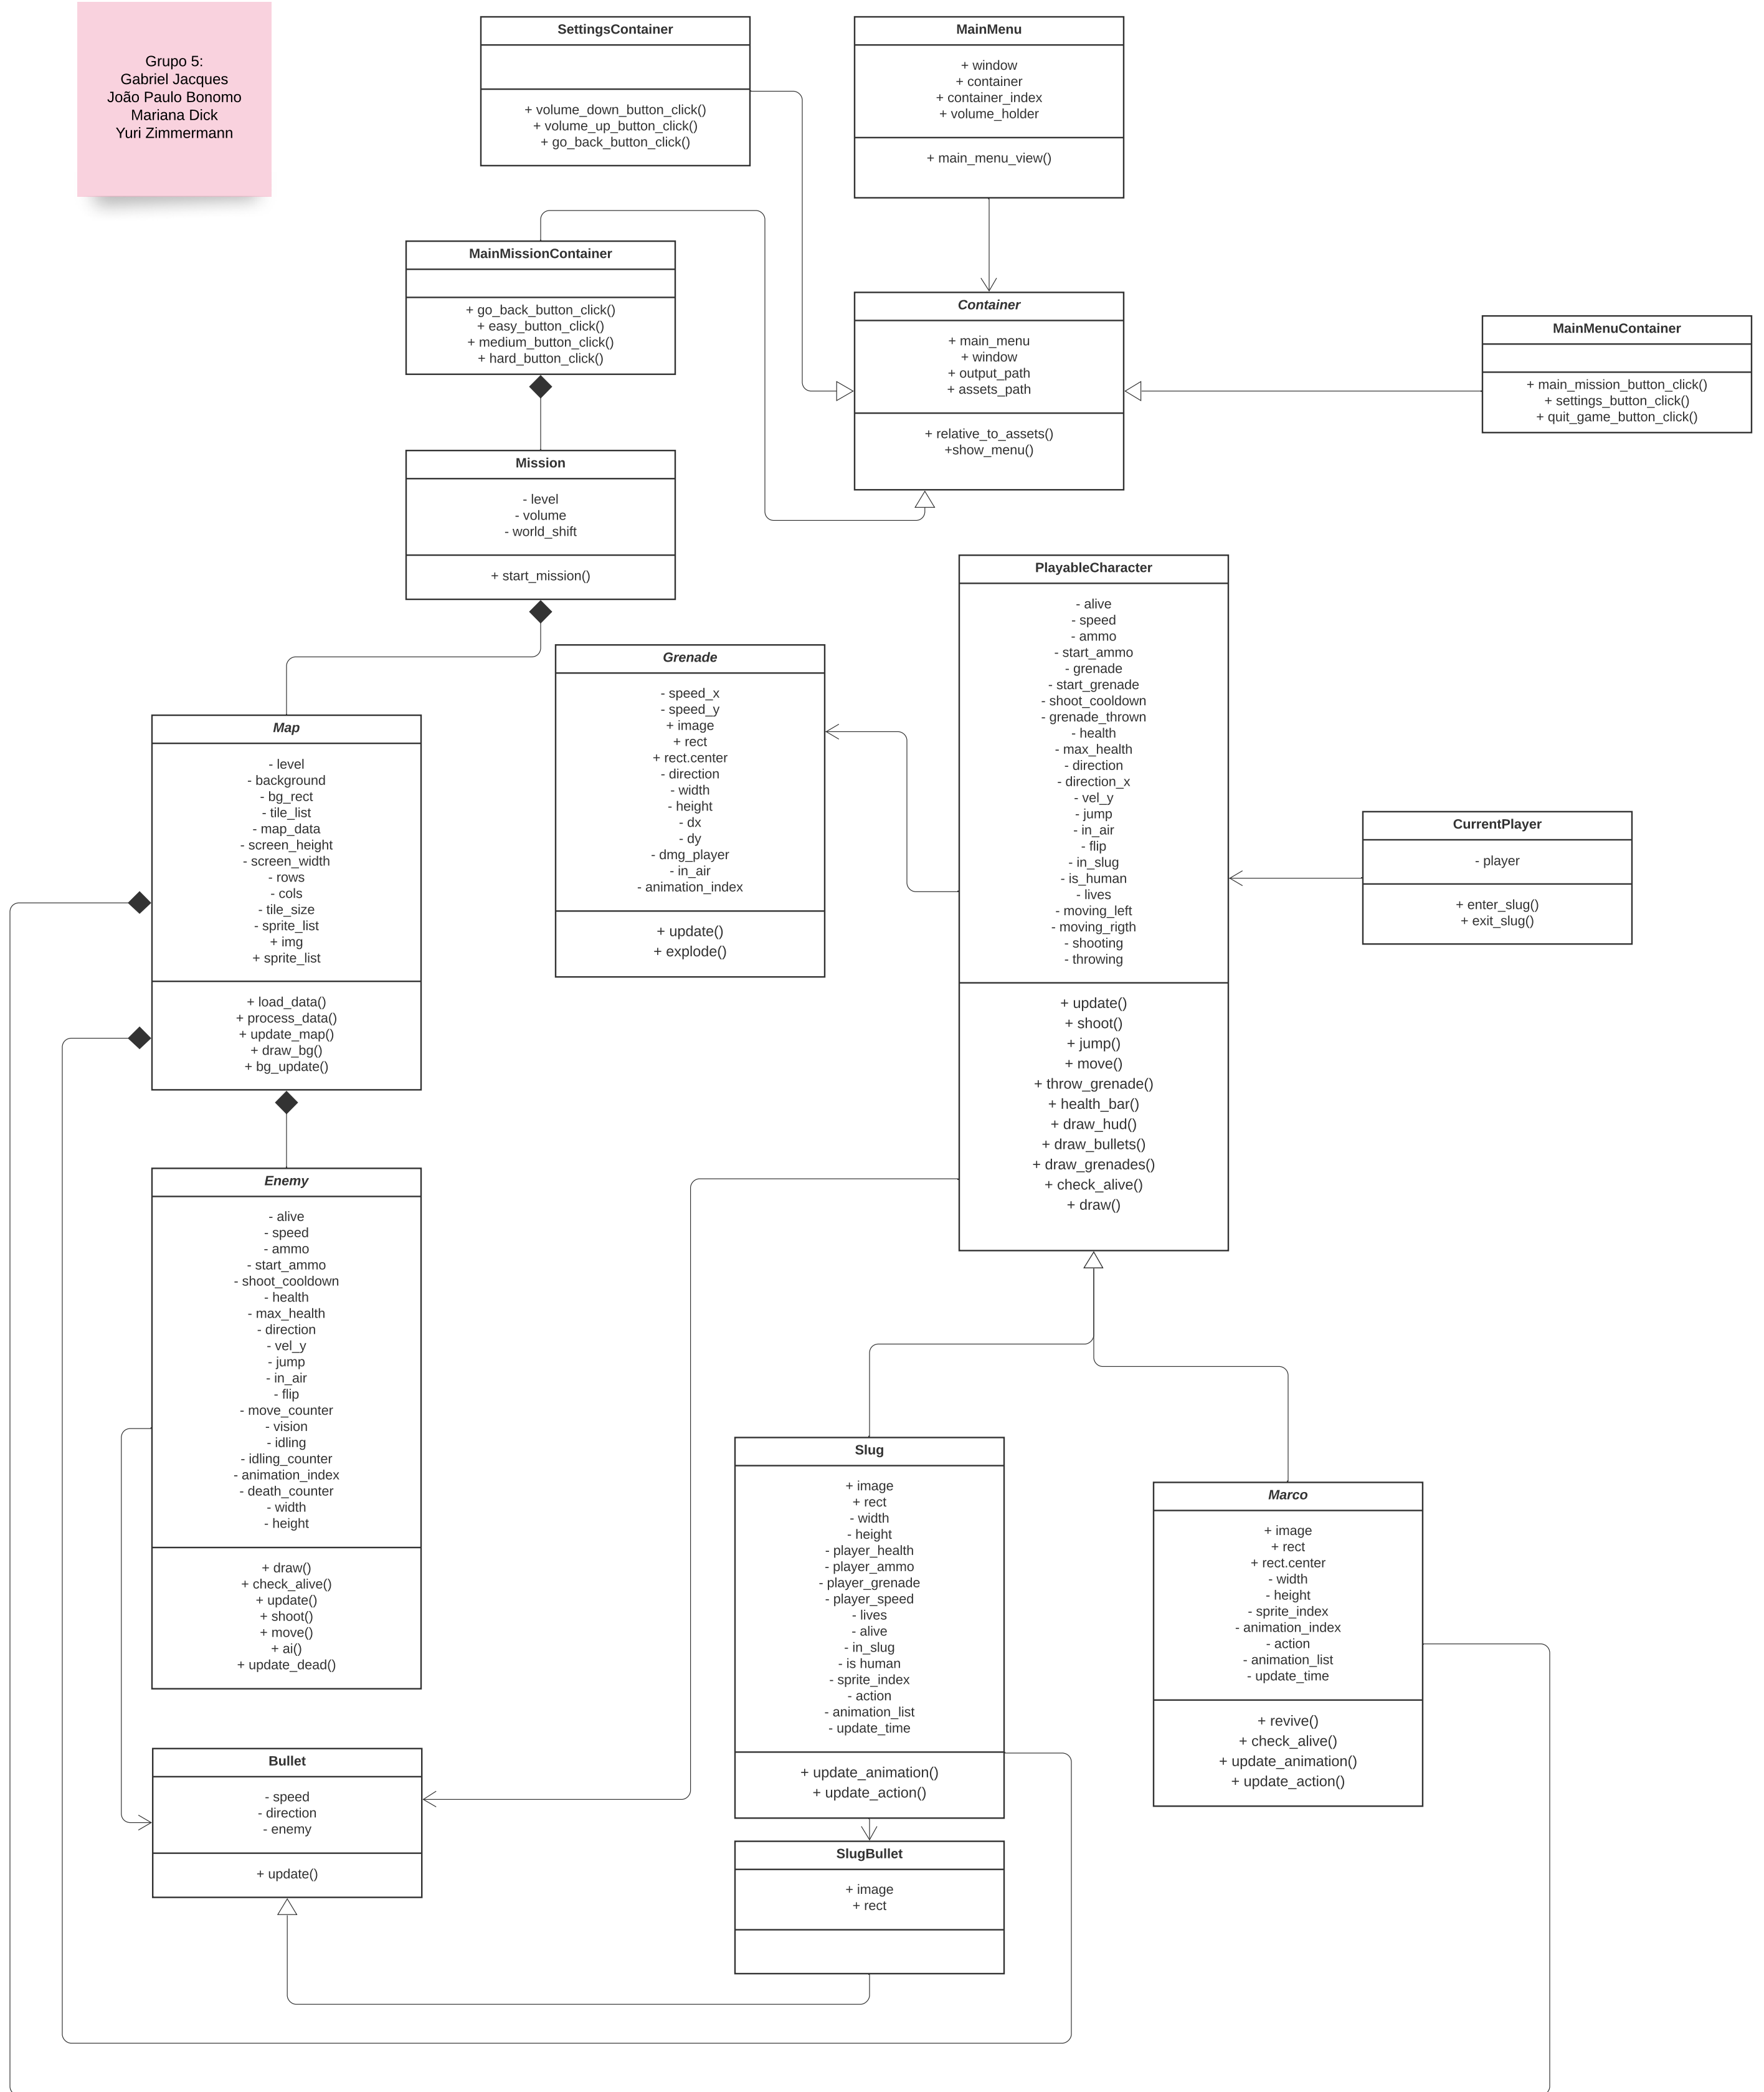 Grupo 5:
Gabriel Jacques
João Paulo Bonomo
Mariana Dick
Yuri Zimmermann
SettingsContainer
+ volume_down_button_click()
+ volume_up_button_click()
+ go_back_button_click()
MainMenu
+ window
+ container
+ container_index
+ volume_holder
+ main_menu_view()
MainMissionContainer
+ go_back_button_click()
+ easy_button_click()
+ medium_button_click()
+ hard_button_click()
Container
+ main_menu
+ window
+ output_path
+ assets_path
+ relative_to_assets()
+show_menu()
MainMenuContainer
+ main_mission_button_click()
+ settings_button_click()
+ quit_game_button_click()
Mission
- level
- volume
- world_shift
+ start_mission()
Grenade
- speed_x
- speed_y
+ image
+ rect
+ rect.center
- direction
- width
- height
- dx
- dy
- dmg_player
- in_air
- animation_index
+ update()
+ explode()
PlayableCharacter
- alive
- speed
- ammo
- start_ammo
- grenade
- start_grenade
- shoot_cooldown
- grenade_thrown
- health
- max_health
- direction
- direction_x
- vel_y
- jump
- in_air
- flip
- in_slug
- is_human
- lives
- moving_left
- moving_rigth
- shooting
- throwing
+ update()
+ shoot()
+ jump()
+ move()
+ throw_grenade()
+ health_bar()
+ draw_hud()
+ draw_bullets()
+ draw_grenades()
+ check_alive()
+ draw()
CurrentPlayer
- player
+ enter_slug()
+ exit_slug()
Map
- level
- background
- bg_rect
- tile_list
- map_data
- screen_height
- screen_width
- rows
- cols
- tile_size
- sprite_list
+ img
+ sprite_list
+ load_data()
+ process_data()
+ update_map()
+ draw_bg()
+ bg_update()
Enemy
- alive
- speed
- ammo
- start_ammo
- shoot_cooldown
- health
- max_health
- direction
- vel_y
- jump
- in_air
- flip
- move_counter
- vision
- idling
- idling_counter
- animation_index
- death_counter
- width
- height
+ draw()
+ check_alive()
+ update()
+ shoot()
+ move()
+ ai()
+ update_dead()
Slug
+ image
+ rect
- width
- height
- player_health
- player_ammo
- player_grenade
- player_speed
- lives
- alive
- in_slug
- is human
- sprite_index
- action
- animation_list
- update_time
+ update_animation()
+ update_action()
Marco
+ image
+ rect
+ rect.center
- width
- height
- sprite_index
- animation_index
- action
- animation_list
- update_time
+ revive()
+ check_alive()
+ update_animation()
+ update_action()
Bullet
- speed
- direction
- enemy
+ update()
SlugBullet
+ image
+ rect